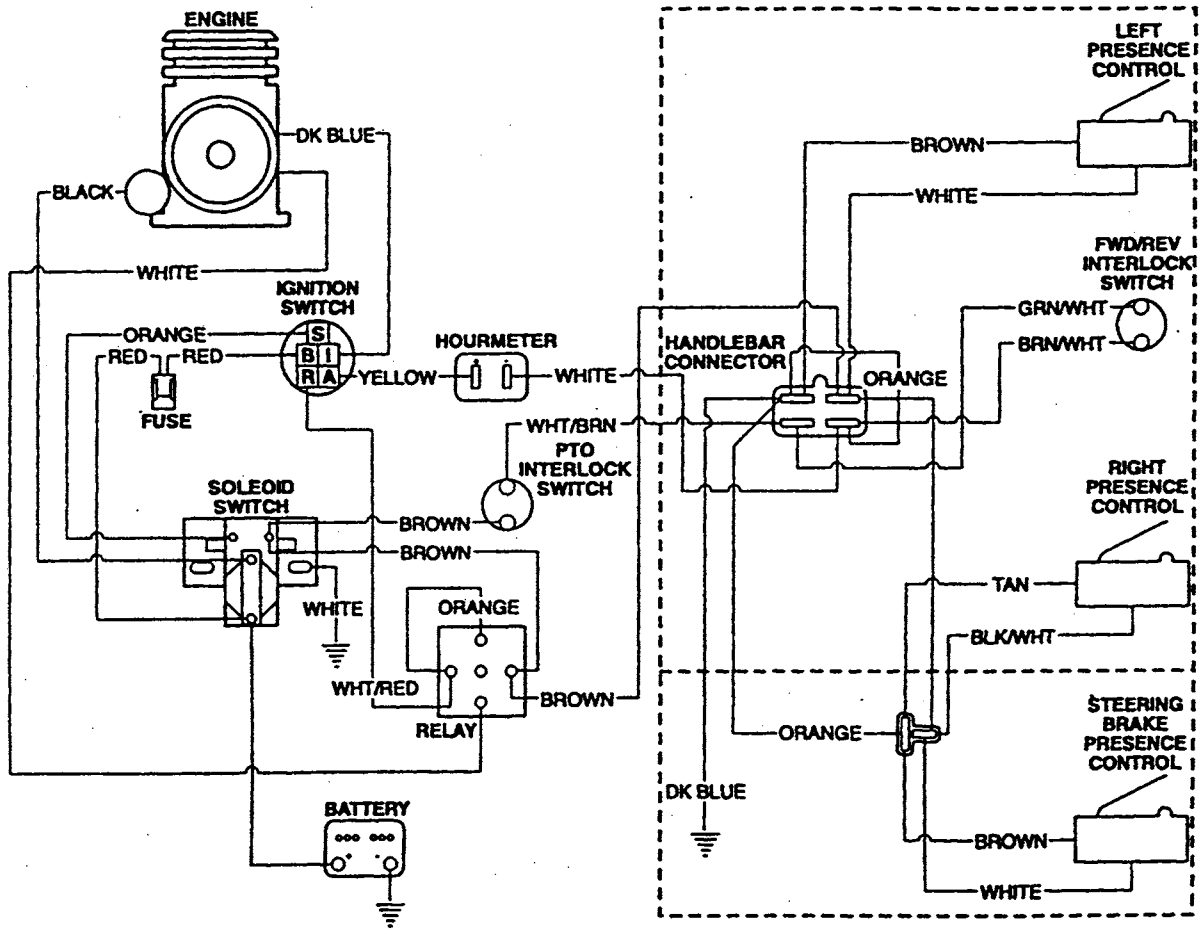 ENGINE
DK BLUE
BLACK
WHITE
IGNITION
SWITCH
ORANGE
S
RED
RED
B I
R A
FUSE
YELLOW
HOURMETER
+ -
WHITE
WHT/BRN
PTO
INTERLOCK
SWITCH
SOLEOID
SWITCH
BROWN
BROWN
WHITE
ORANGE
WHT/RED
BROWN
RELAY
BATTERY
+ -
LEFT
PRESENCE
CONTROL
BROWN
WHITE
FWD/REV
INTERLOCK
SWITCH
GRN/WHT
BRN/WHT
HANDLEBAR
CONNECTOR
ORANGE
RIGHT
PRESENCE
CONTROL
TAN
BLK/WHT
ORANGE
STEERING
BRAKE
PRESENCE
CONTROL
DK BLUE
BROWN
WHITE